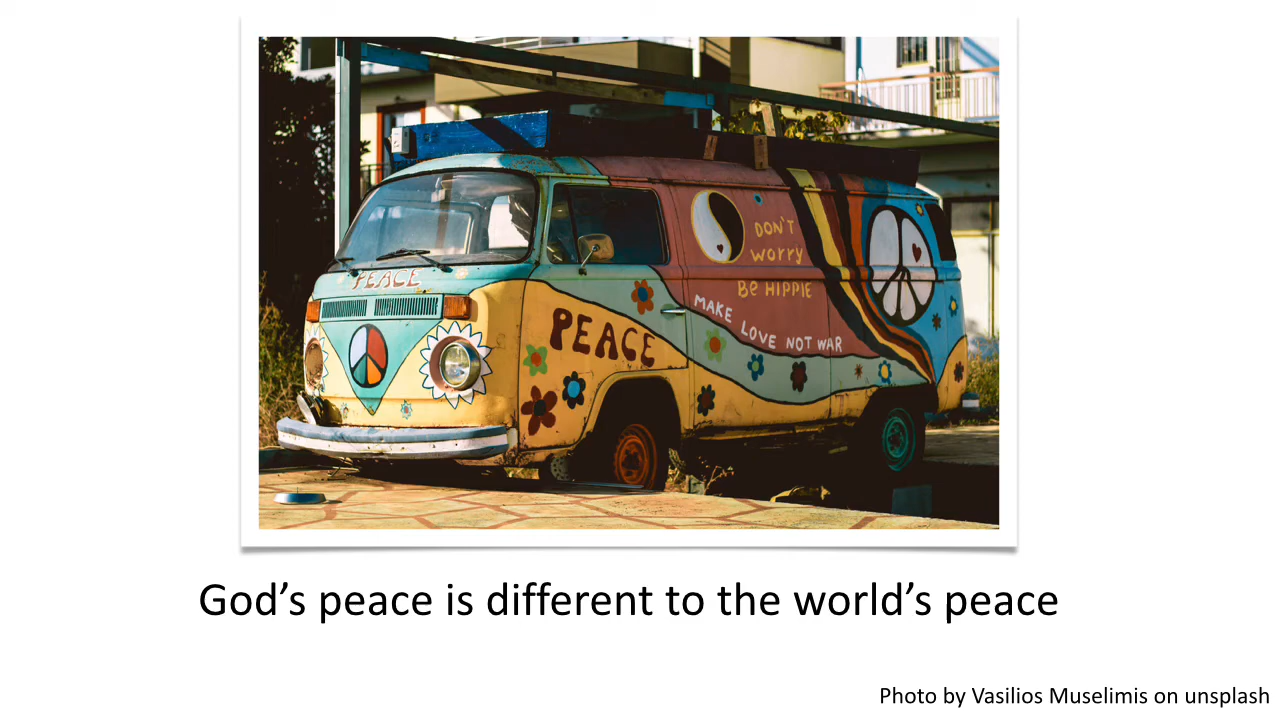 PEACE
DON'T
WORRY
Be HIPPIE
MAKE LOVE NOT WAR
PEACE
God’s peace is different to the world’s peace
Photo by Vasilios Muselimis on unsplash